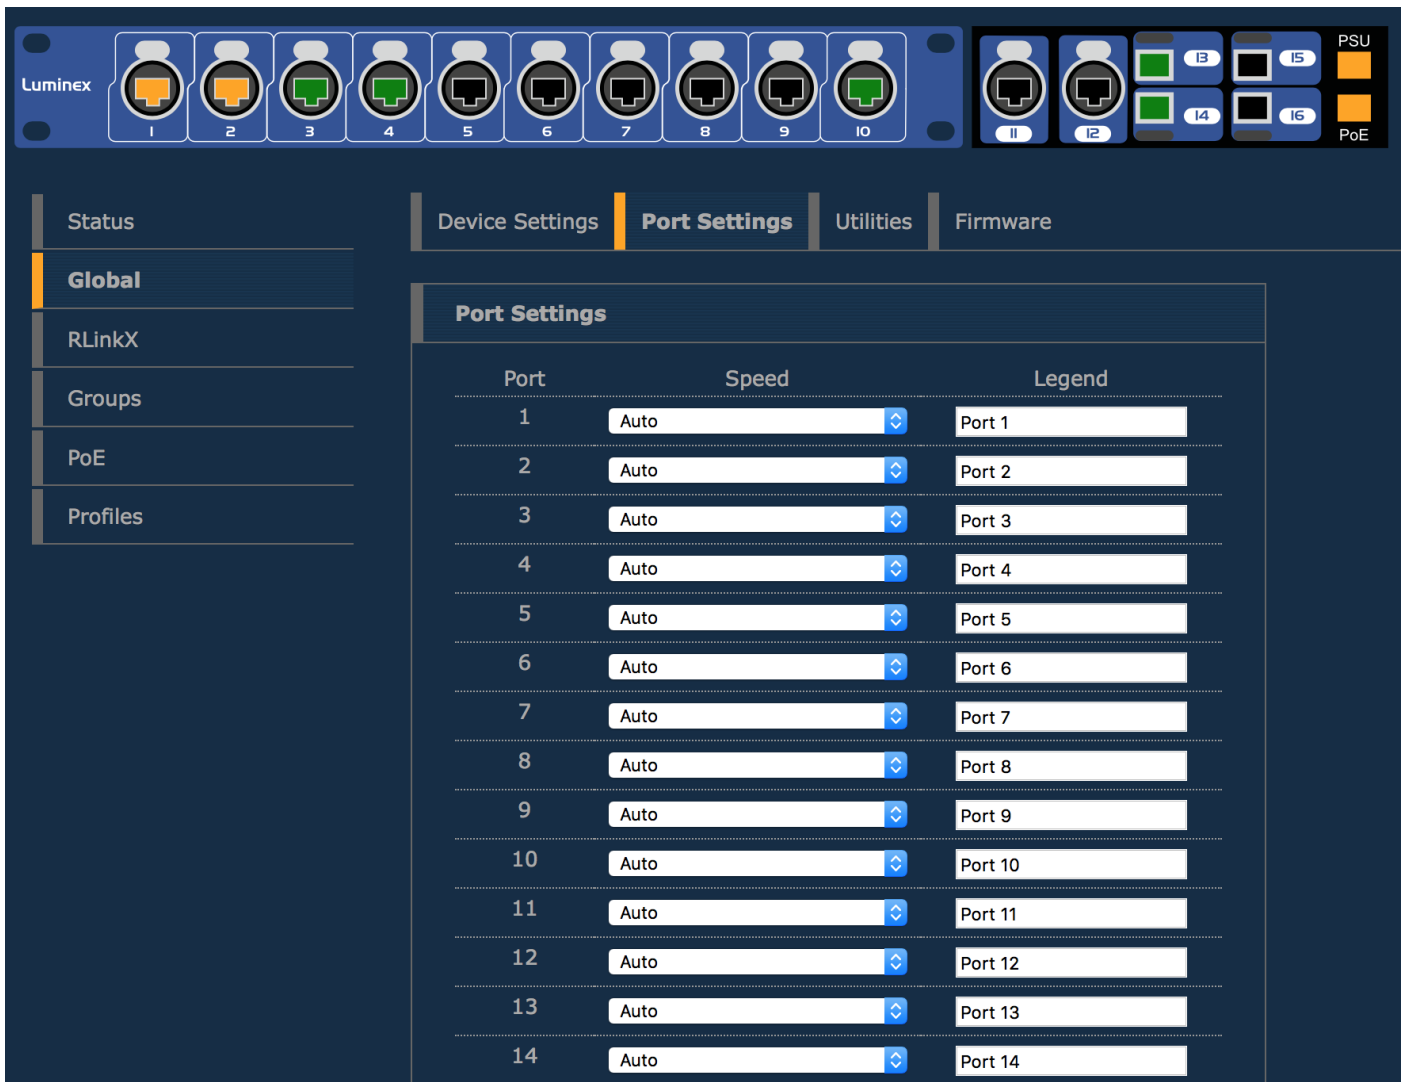 PSU
Luminex
13
15
14
16
1
2
3
4
5
6
7
8
9
10
11
12
PoE
Status
Global
RLinkX
Groups
PoE
Profiles
Device Settings
Port Settings
Utilities
Firmware
Port Settings
Port Speed Legend
1 Auto Port 1
2 Auto Port 2
3 Auto Port 3
4 Auto Port 4
5 Auto Port 5
6 Auto Port 6
7 Auto Port 7
8 Auto Port 8
9 Auto Port 9
10 Auto Port 10
11 Auto Port 11
12 Auto Port 12
13 Auto Port 13
14 Auto Port 14